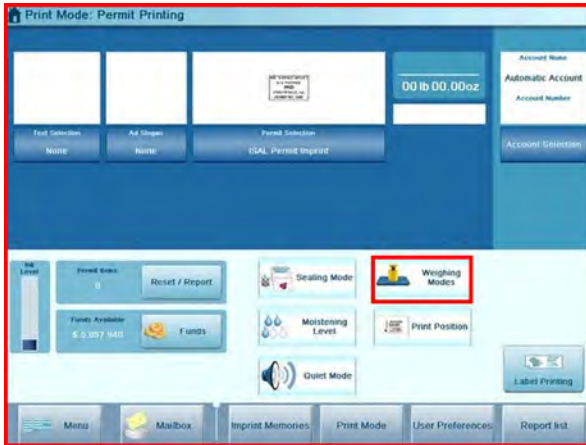 Print Mode: Permit Printing
Account Name
Automatic Account
Account Number
00 lb 00.00oz
Text Selection
None
Ad Slogan
None
Permit Selection
ISAL Permit Imprint
Account Selection
Ink
Level
Permit Items
0
Reset / Report
Funds Available
Funds
Sealing Mode
Weighing
Modes
Moistening
Level
Print Position
Quiet Mode
Label Printing
Menu
Mailbox
Imprint Memories
Print Mode
User Preferences
Report list